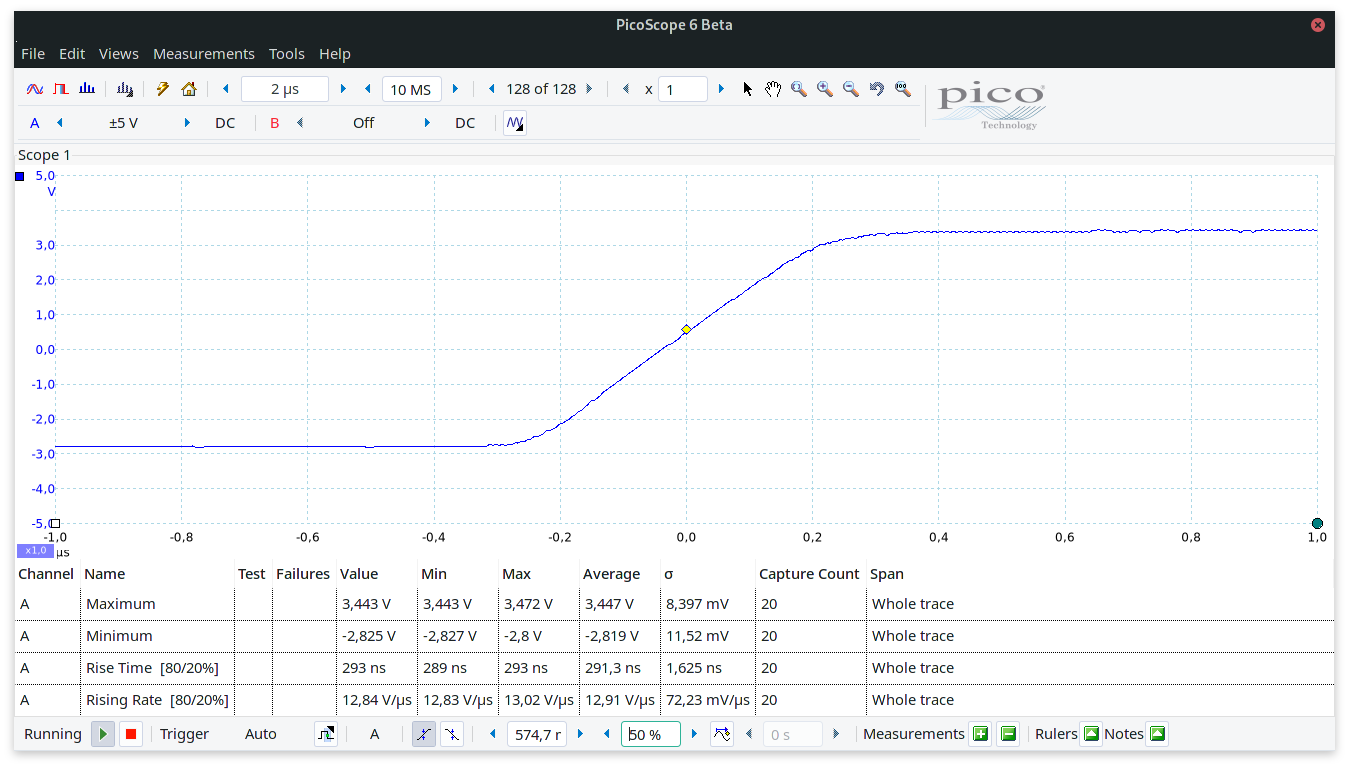 PicoScope 6 Beta
File Edit Views Measurements Tools Help
2 µs 10 MS 128 of 128 x 1
pico
Technology
A ±5 V DC B Off DC
Scope 1
5,0
V
3,0
2,0
1,0
0,0
-1,0
-2,0
-3,0
-4,0
-5,0
-1,0 -0,8 -0,6 -0,4 -0,2 0,0 0,2 0,4 0,6 0,8 1,0
x1,0 µs
Channel Name Test Failures Value Min Max Average σ Capture Count Span
A Maximum 3,443 V 3,443 V 3,472 V 3,447 V 8,397 mV 20 Whole trace
A Minimum -2,825 V -2,827 V -2,8 V -2,819 V 11,52 mV 20 Whole trace
A Rise Time [80/20%] 293 ns 289 ns 293 ns 291,3 ns 1,625 ns 20 Whole trace
A Rising Rate [80/20%] 12,84 V/µs 12,83 V/µs 13,02 V/µs 12,91 V/µs 72,23 mV/µs 20 Whole trace
Running Trigger Auto A 574,7 r 50 % 0 s Measurements Rulers Notes